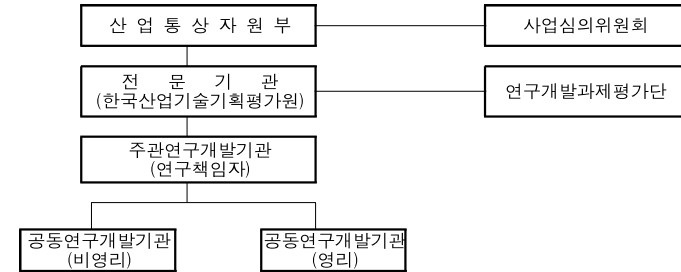 산 업 통 상 자 원 부
사업심의위원회
전 문 기 관
(한국산업기술기획평가원)
연구개발과제평가단
주관연구개발기관
(연구책임자)
공동연구개발기관
(비영리)
공동연구개발기관
(영리)